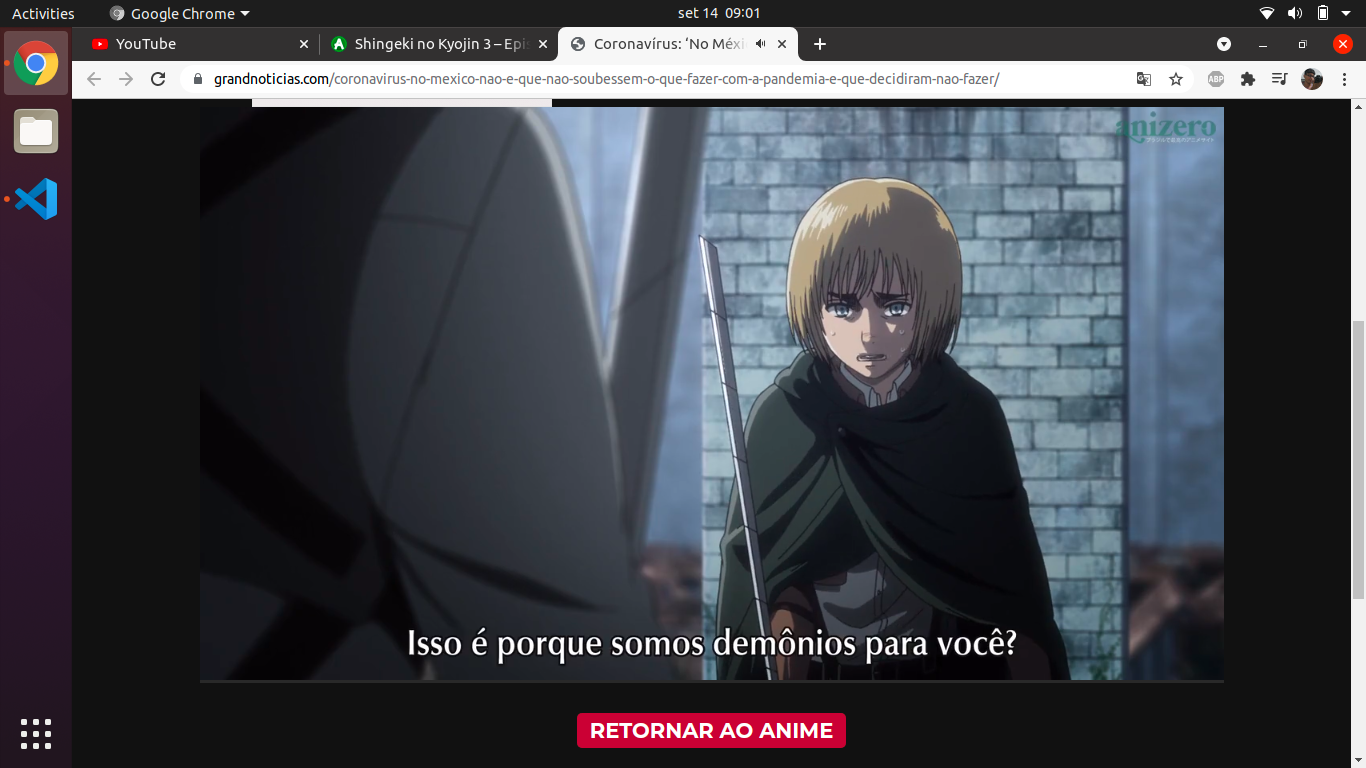 Activities
Google Chrome
set 14 09:01
YouTube
Shingeki no Kyojin 3 – Epi
Coronavírus: ‘No Méxi
grandnoticias.com/coronavirus-no-mexico-nao-e-que-nao-soubessem-o-que-fazer-com-a-pandemia-e-que-decidiram-nao-fazer/
ABP
anizero
Isso é porque somos demônios para você?
RETORNAR AO ANIME